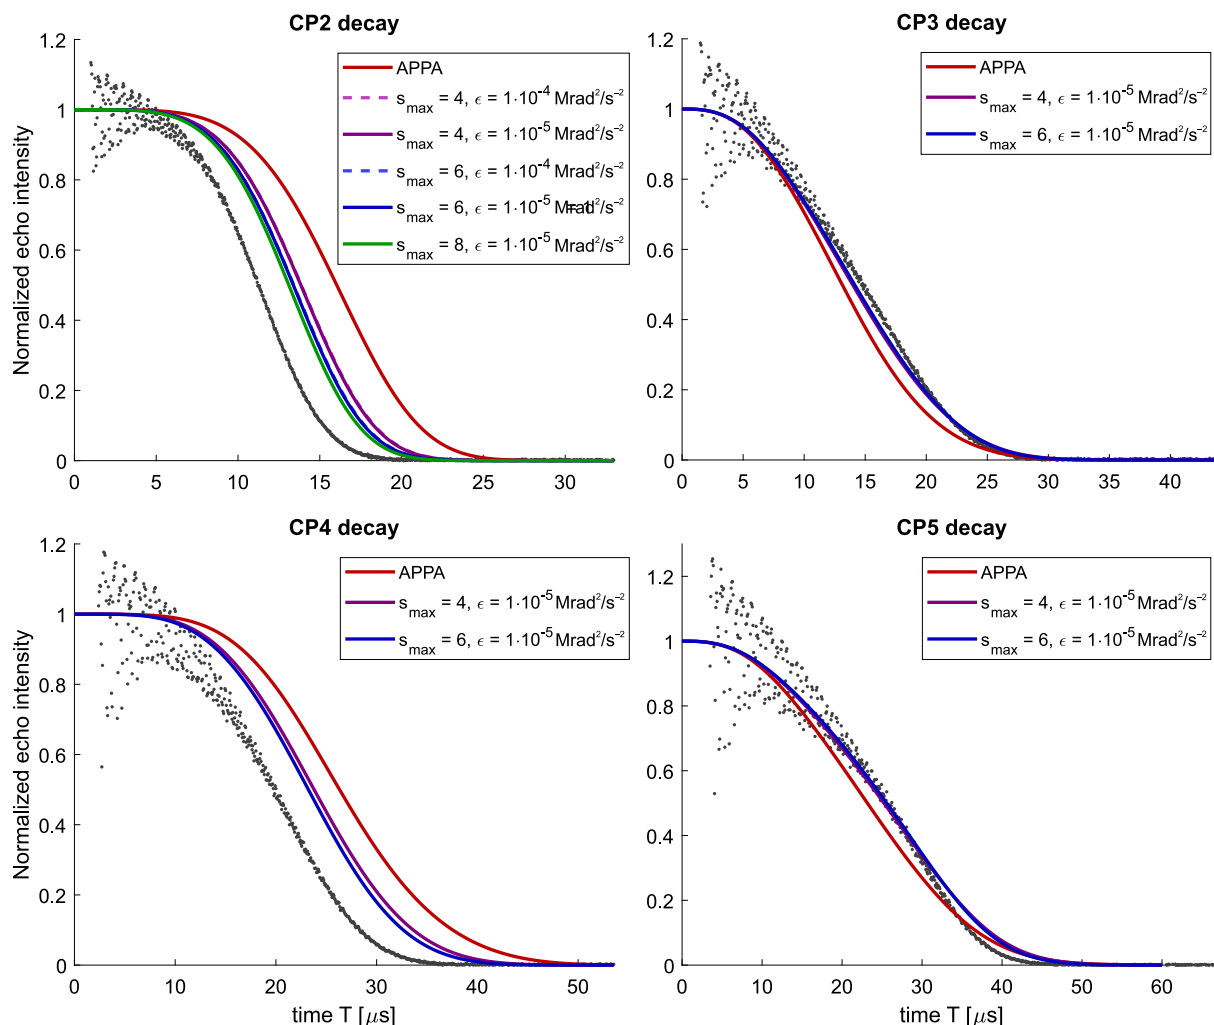 CP2 decay
1.2
1
0.8
0.6
0.4
0.2
0
Normalized echo intensity
0 5 10 15 20 25 30
APPA
s_max = 4, ϵ = 1·10^-4 Mrad²/s⁻²
s_max = 4, ϵ = 1·10^-5 Mrad²/s⁻²
s_max = 6, ϵ = 1·10^-4 Mrad²/s⁻²
s_max = 6, ϵ = 1·10^-5 Mrad²/s⁻²
s_max = 8, ϵ = 1·10^-5 Mrad²/s⁻²
CP3 decay
1.2
1
0.8
0.6
0.4
0.2
0
0 5 10 15 20 25 30 35 40
APPA
s_max = 4, ϵ = 1·10^-5 Mrad²/s⁻²
s_max = 6, ϵ = 1·10^-5 Mrad²/s⁻²
CP4 decay
1.2
1
0.8
0.6
0.4
0.2
0
Normalized echo intensity
0 10 20 30 40 50
time T [μs]
APPA
s_max = 4, ϵ = 1·10^-5 Mrad²/s⁻²
s_max = 6, ϵ = 1·10^-5 Mrad²/s⁻²
CP5 decay
1.2
1
0.8
0.6
0.4
0.2
0
0 10 20 30 40 50 60
time T [μs]
APPA
s_max = 4, ϵ = 1·10^-5 Mrad²/s⁻²
s_max = 6, ϵ = 1·10^-5 Mrad²/s⁻²